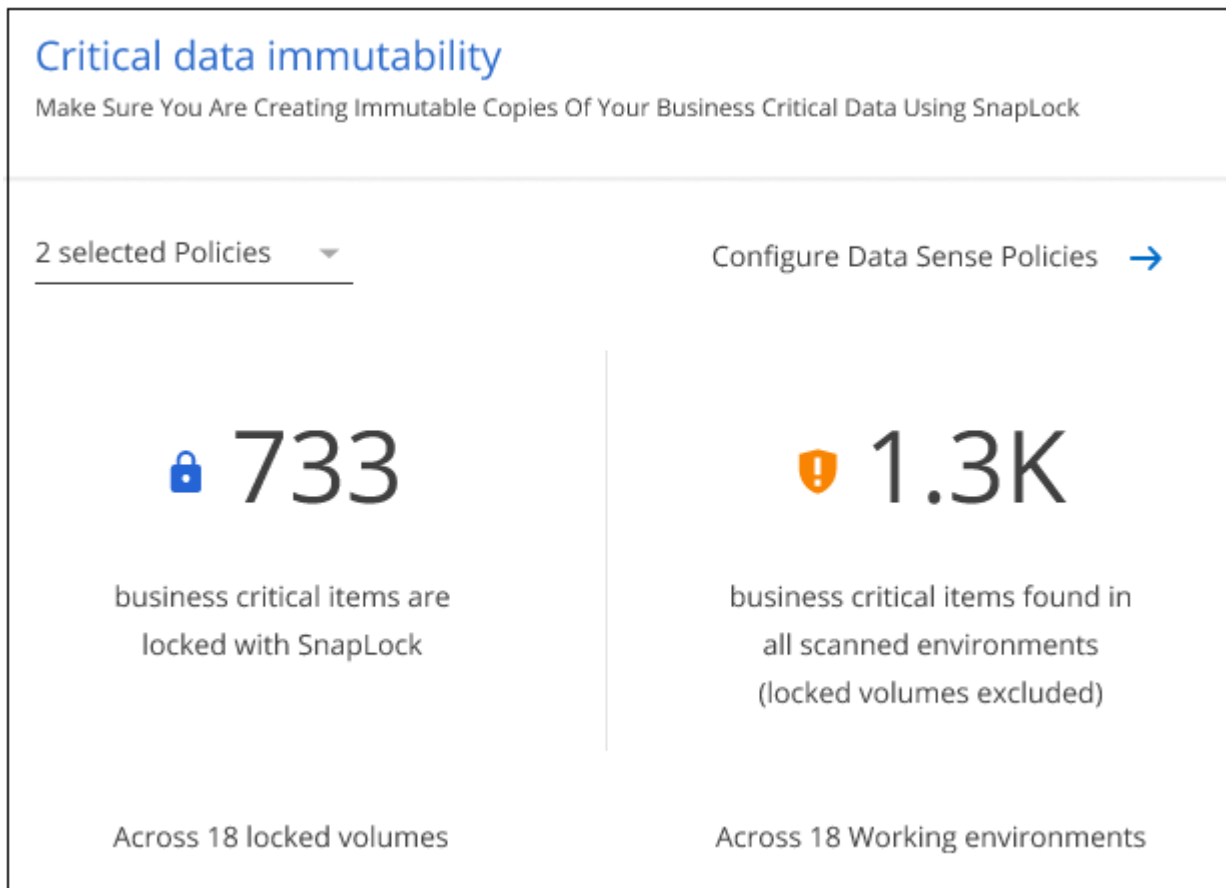 Critical data immutability
Make Sure You Are Creating Immutable Copies Of Your Business Critical Data Using SnapLock
2 selected Policies
Configure Data Sense Policies
733
business critical items are
locked with SnapLock
Across 18 locked volumes
1.3K
business critical items found in
all scanned environments
(locked volumes excluded)
Across 18 Working environments